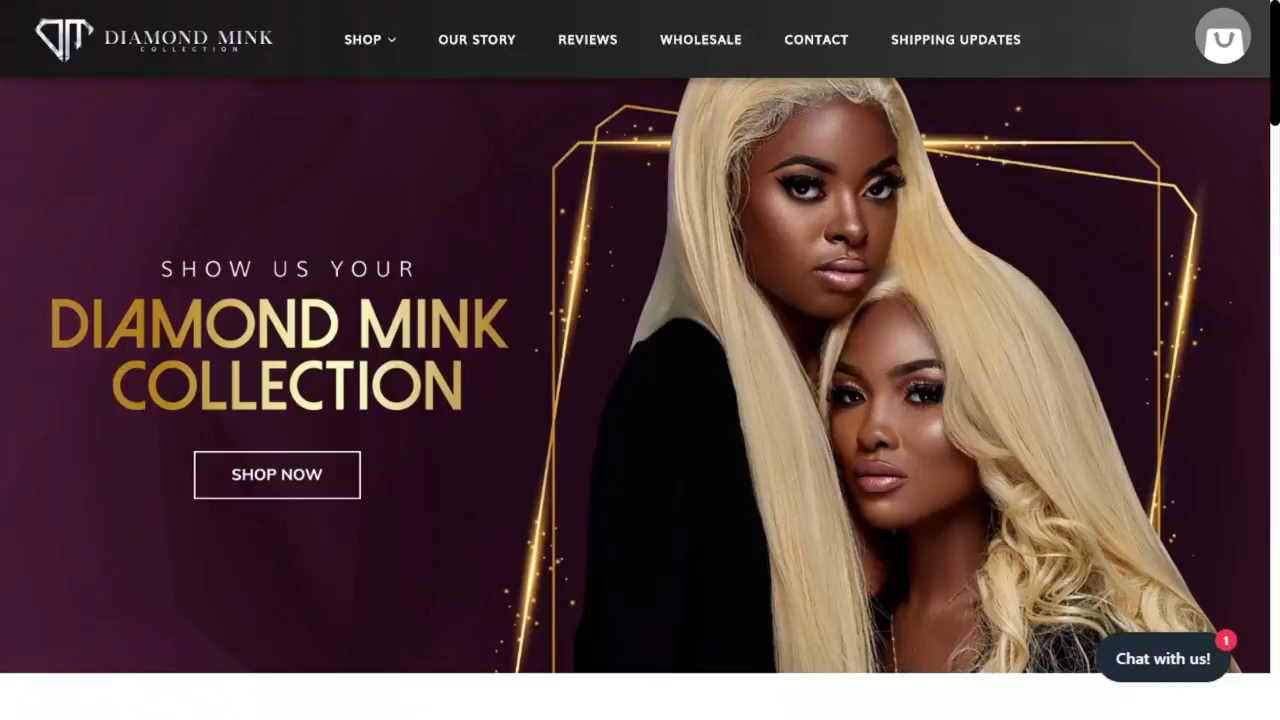 DIAMOND MINK
COLLECTION
SHOP
OUR STORY
REVIEWS
WHOLESALE
CONTACT
SHIPPING UPDATES
SHOW US YOUR
DIAMOND MINK
COLLECTION
SHOP NOW
1
Chat with us!